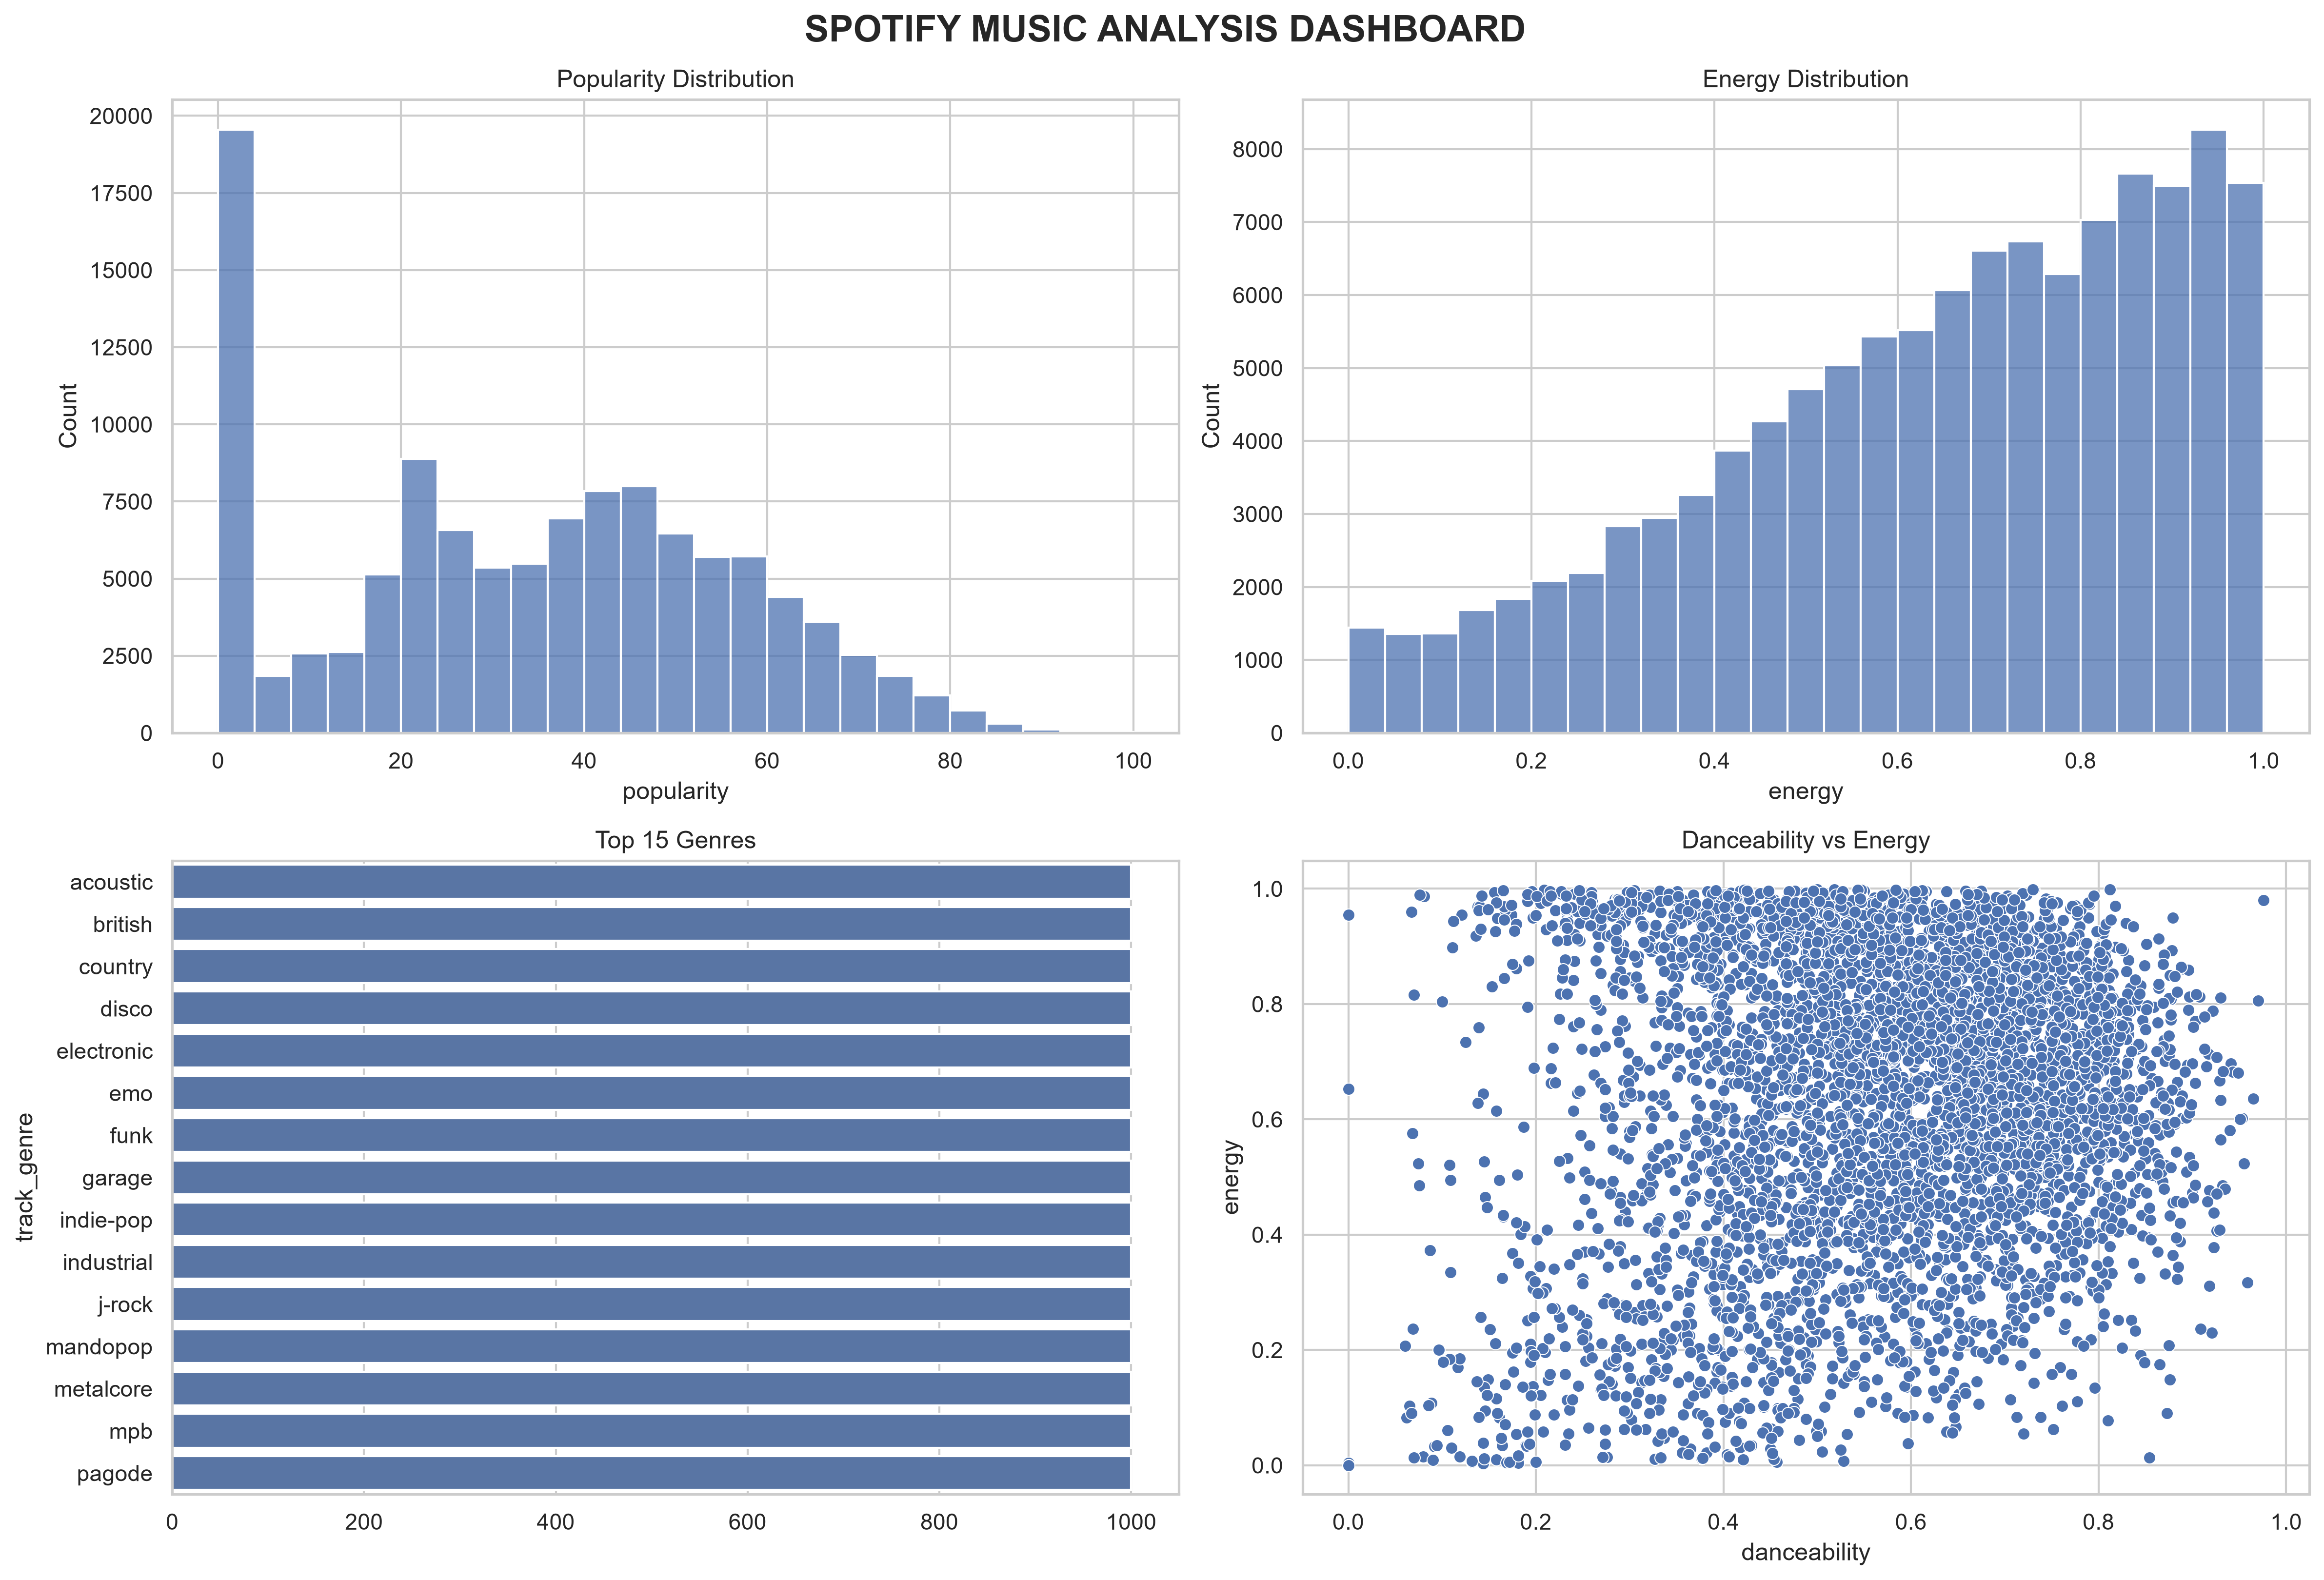 SPOTIFY MUSIC ANALYSIS DASHBOARD
Popularity Distribution
20000
17500
15000
12500
10000
7500
5000
2500
0
Count
0 20 40 60 80 100
popularity
Energy Distribution
8000
7000
6000
5000
4000
3000
2000
1000
0
Count
0.0 0.2 0.4 0.6 0.8 1.0
energy
Top 15 Genres
acoustic
british
country
disco
electronic
emo
funk
garage
indie-pop
industrial
j-rock
mandopop
metalcore
mpb
pagode
track_genre
0 200 400 600 800 1000
Danceability vs Energy
1.0
0.8
0.6
0.4
0.2
0.0
energy
0.0 0.2 0.4 0.6 0.8 1.0
danceability